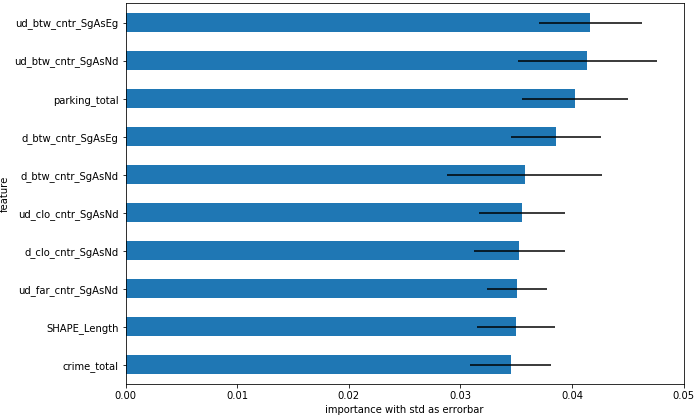 ud_btw_cntr_SgAsEg
ud_btw_cntr_SgAsNd
parking_total
d_btw_cntr_SgAsEg
d_btw_cntr_SgAsNd
ud_clo_cntr_SgAsNd
d_clo_cntr_SgAsNd
ud_far_cntr_SgAsNd
SHAPE_Length
crime_total
feature
0.00 0.01 0.02 0.03 0.04 0.05
importance with std as errorbar